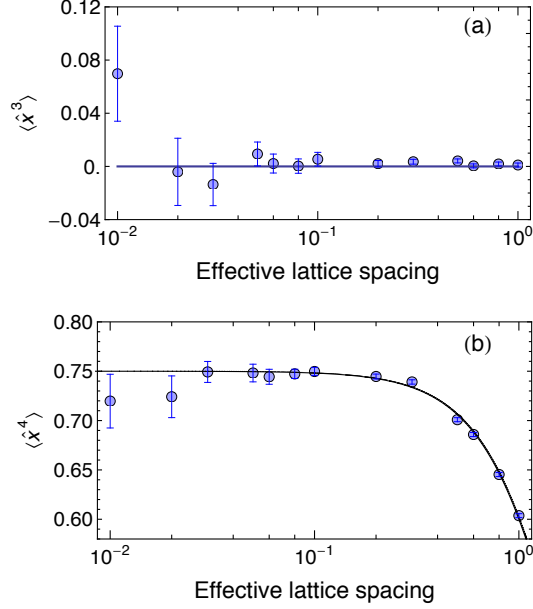 (a)
0.12
0.08
0.04
0.
−0.04
⟨x̂³⟩
10⁻² 10⁻¹ 10⁰
Effective lattice spacing
(b)
0.80
0.75
0.70
0.65
0.60
⟨x̂⁴⟩
10⁻² 10⁻¹ 10⁰
Effective lattice spacing